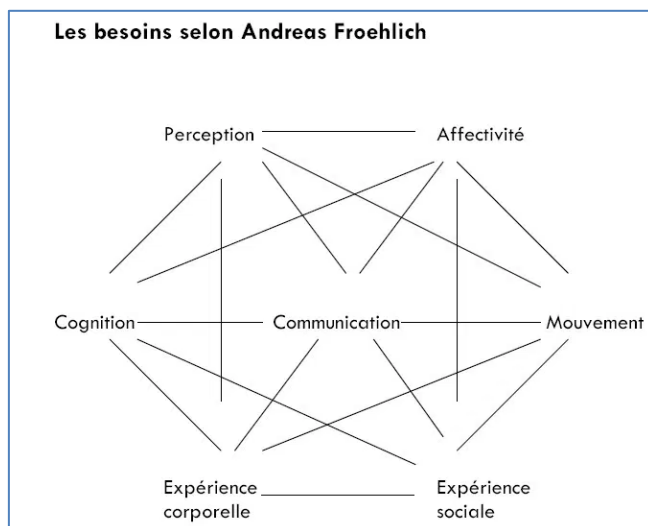 Les besoins selon Andreas Froehlich
Perception Affectivité
Cognition Communication Mouvement
Expérience Expérience
corporelle sociale